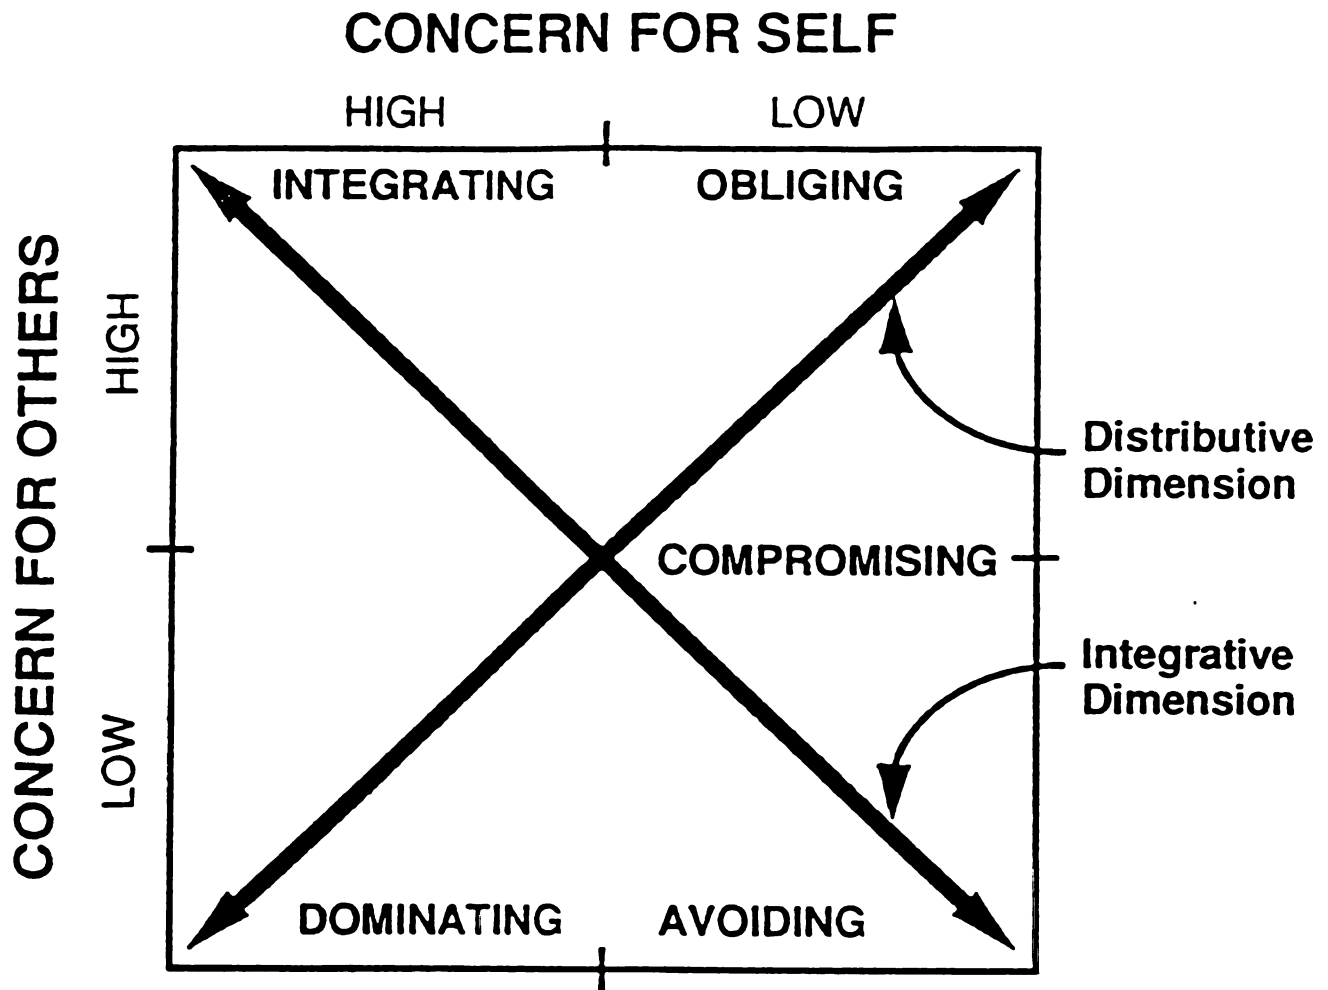 CONCERN FOR SELF
HIGH
LOW
INTEGRATING
OBLIGING
CONCERN FOR OTHERS
HIGH
LOW
Distributive
Dimension
COMPROMISING
Integrative
Dimension
DOMINATING
AVOIDING